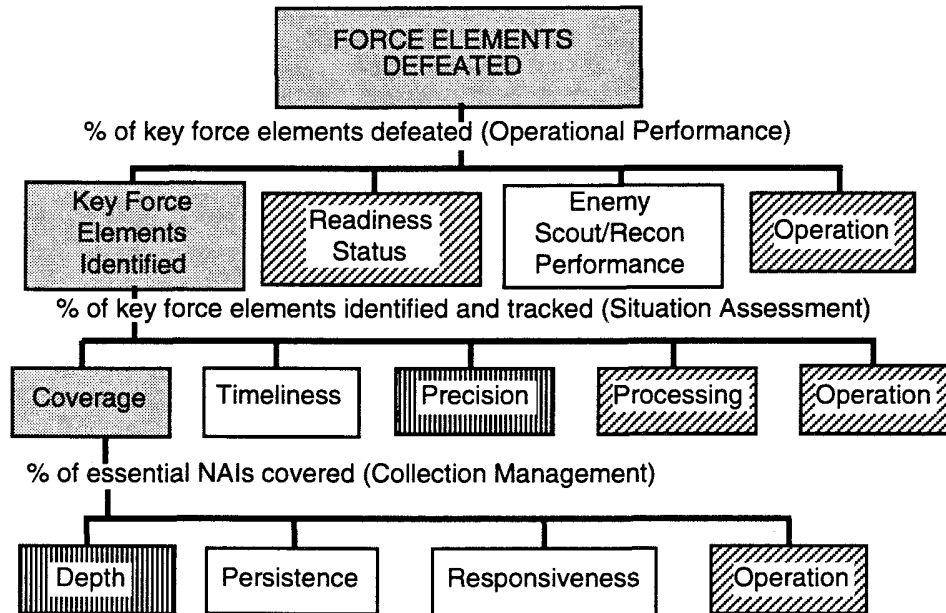 FORCE ELEMENTS
DEFEATED
% of key force elements defeated (Operational Performance)
Key Force
Elements
Identified
Readiness
Status
Enemy
Scout/Recon
Performance
Operation
% of key force elements identified and tracked (Situation Assessment)
Coverage
Timeliness
Precision
Processing
Operation
% of essential NAIs covered (Collection Management)
Depth
Persistence
Responsiveness
Operation